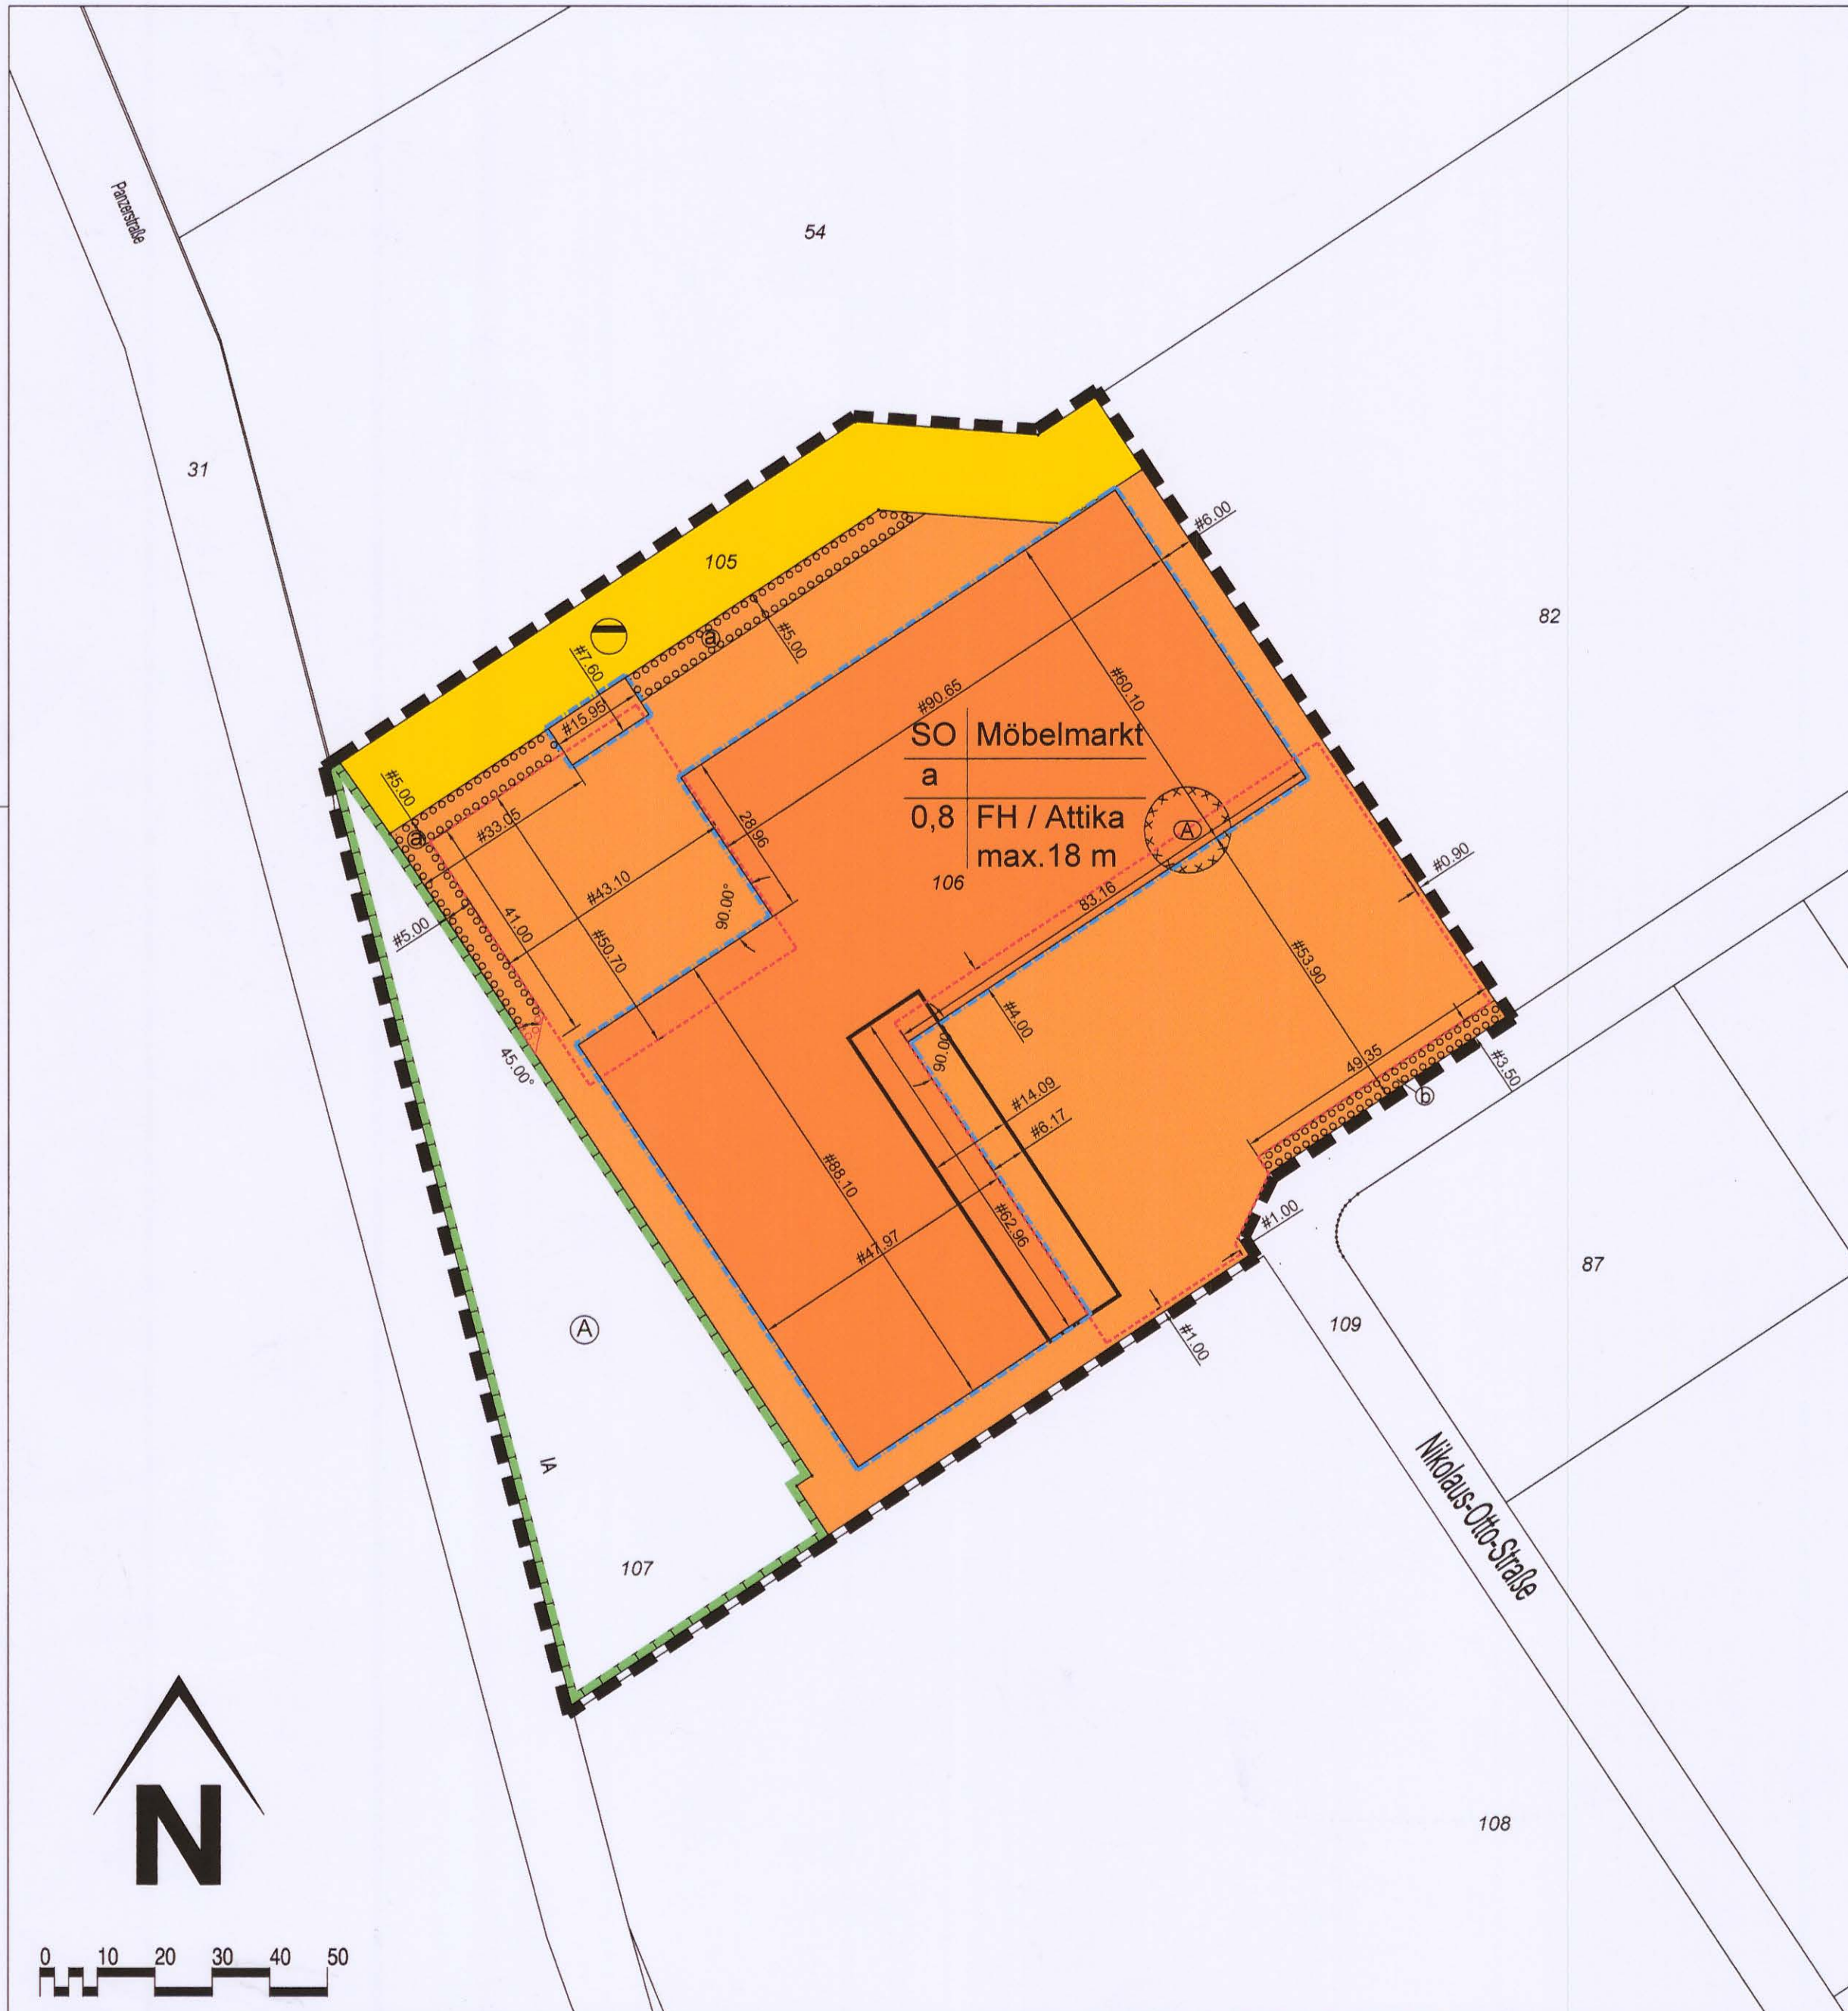 Panzerstraße
54
31
82
105
#6.00
#7.60
a
#5.00
#15.95
#90.65
#60.10
SO Möbelmarkt
a
0,8 FH / Attika
max.18 m
A
106
#5.00
a
#33.05
28.96
#43.10
90.00°
41.00
#50.70
#5.00
83.16
#0.90
#53.90
#4.00
90.00
45.00°
49.35
#3.50
b
#14.09
#6.17
#88.10
#62.96
#47.97
#1.00
#1.00
87
109
A
IA
107
Nikolaus-Otto-Straße
108
N
0 10 20 30 40 50